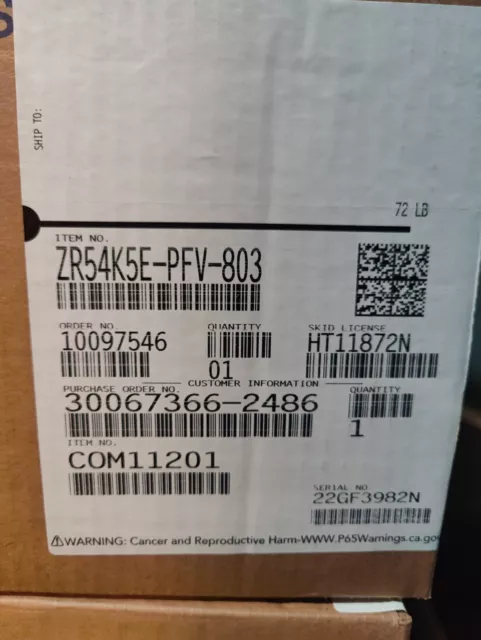 SHIP TO:
72 LB
ITEM NO.
ZR54K5E-PFV-803
ORDER NO. QUANTITY SKID LICENSE
10097546 01 HT11872N
CUSTOMER INFORMATION
PURCHASE ORDER NO. QUANTITY
30067366-2486 1
ITEM NO.
COM11201
SERIAL NO
22GF3982N
⚠WARNING: Cancer and Reproductive Harm-WWW.P65Warnings.ca.gov